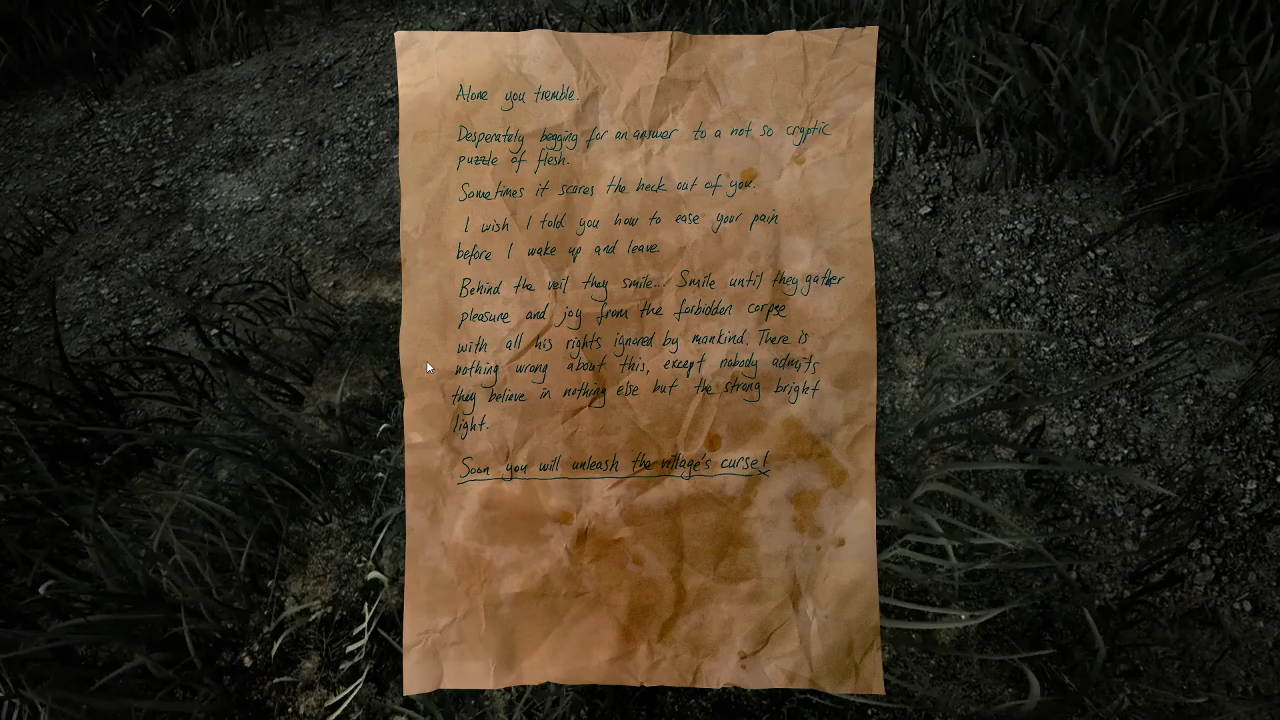 Alone you tremble.
Desperately begging for an answer to a not so cryptic
puzzle of flesh.
Sometimes it scares the heck out of you.
I wish I told you how to ease your pain
before I wake up and leave
Behind the veil they smile... Smile until they gather
pleasure and joy from the forbidden corpse
with all his rights ignored by mankind. There is
nothing wrong about this, except nobody admits
they believe in nothing else but the strong bright
light.
Soon you will unleash the village's curse!